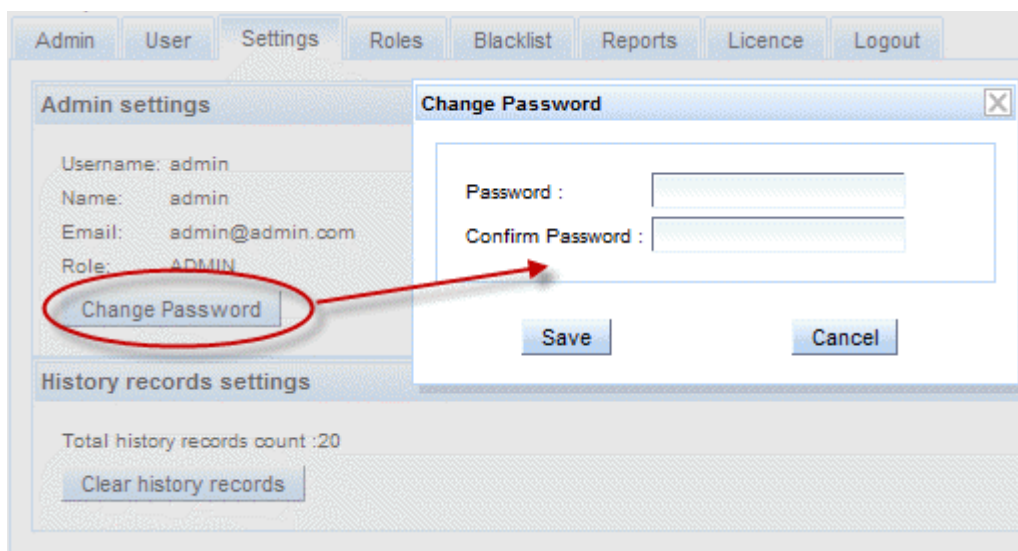 Admin User Settings Roles Blacklist Reports Licence Logout
Admin settings
Username: admin
Name: admin
Email: admin@admin.com
Role: ADMIN
Change Password
Change Password
Password :
Confirm Password :
Save Cancel
History records settings
Total history records count :20
Clear history records